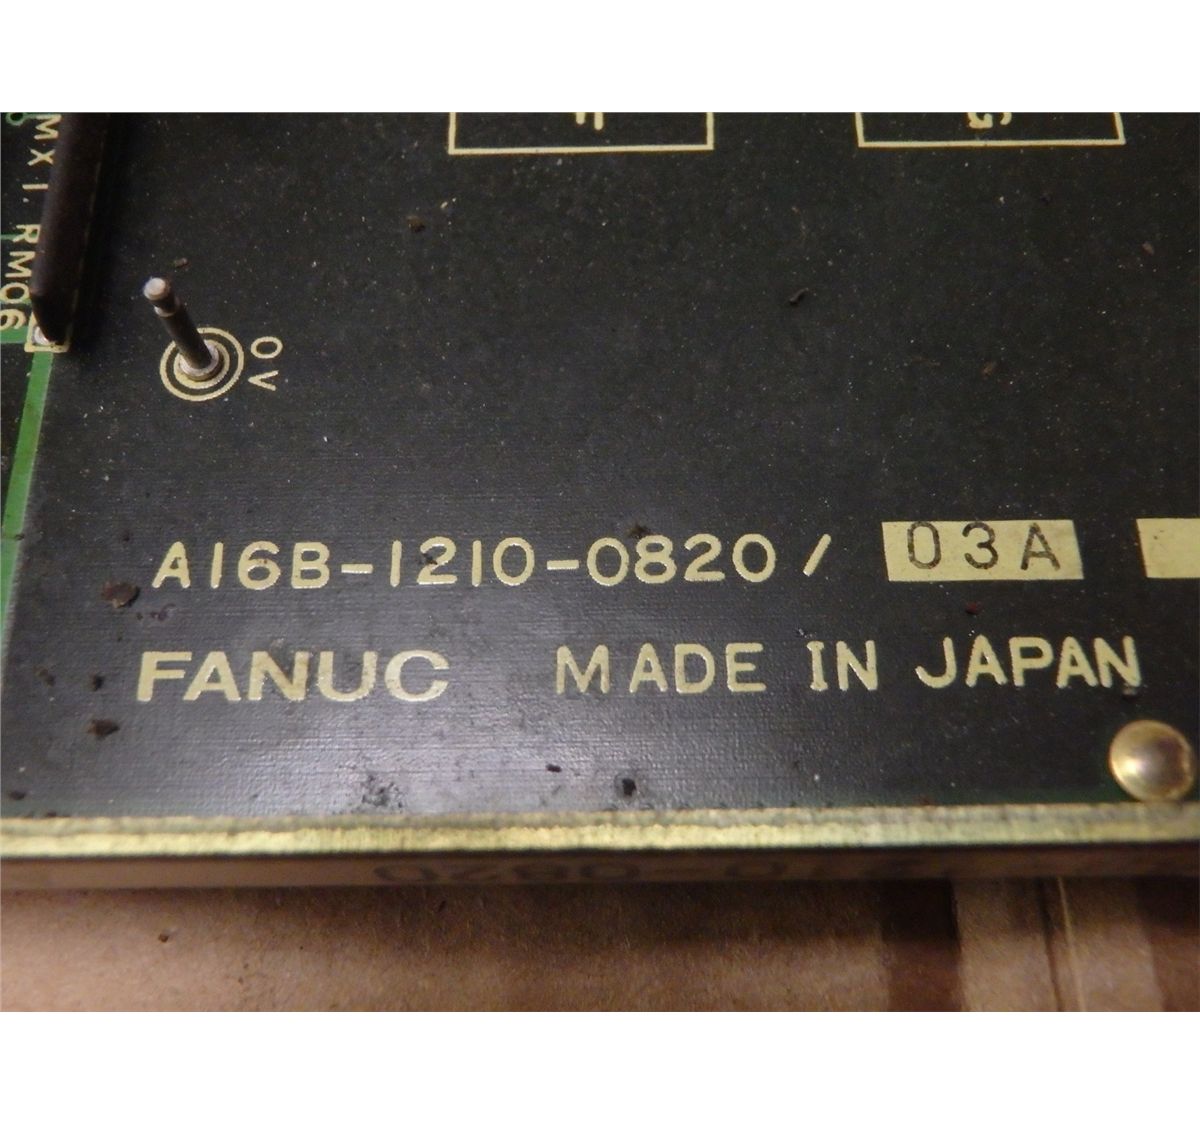 MX1. RM06
0V
A16B-1210-0820/ 03A
FANUC MADE IN JAPAN